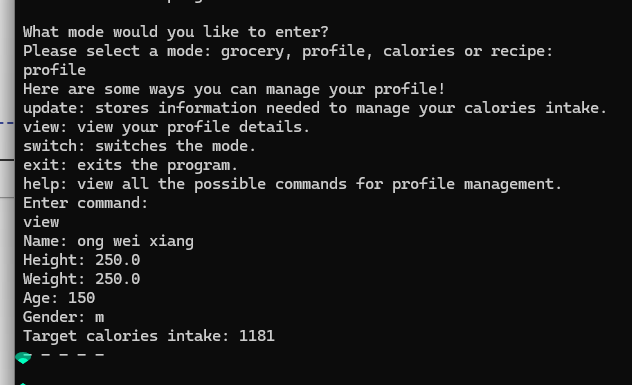 What mode would you like to enter?
Please select a mode: grocery, profile, calories or recipe:
profile
Here are some ways you can manage your profile!
update: stores information needed to manage your calories intake.
view: view your profile details.
switch: switches the mode.
exit: exits the program.
help: view all the possible commands for profile management.
Enter command:
view
Name: ong wei xiang
Height: 250.0
Weight: 250.0
Age: 150
Gender: m
Target calories intake: 1181
- - - - -